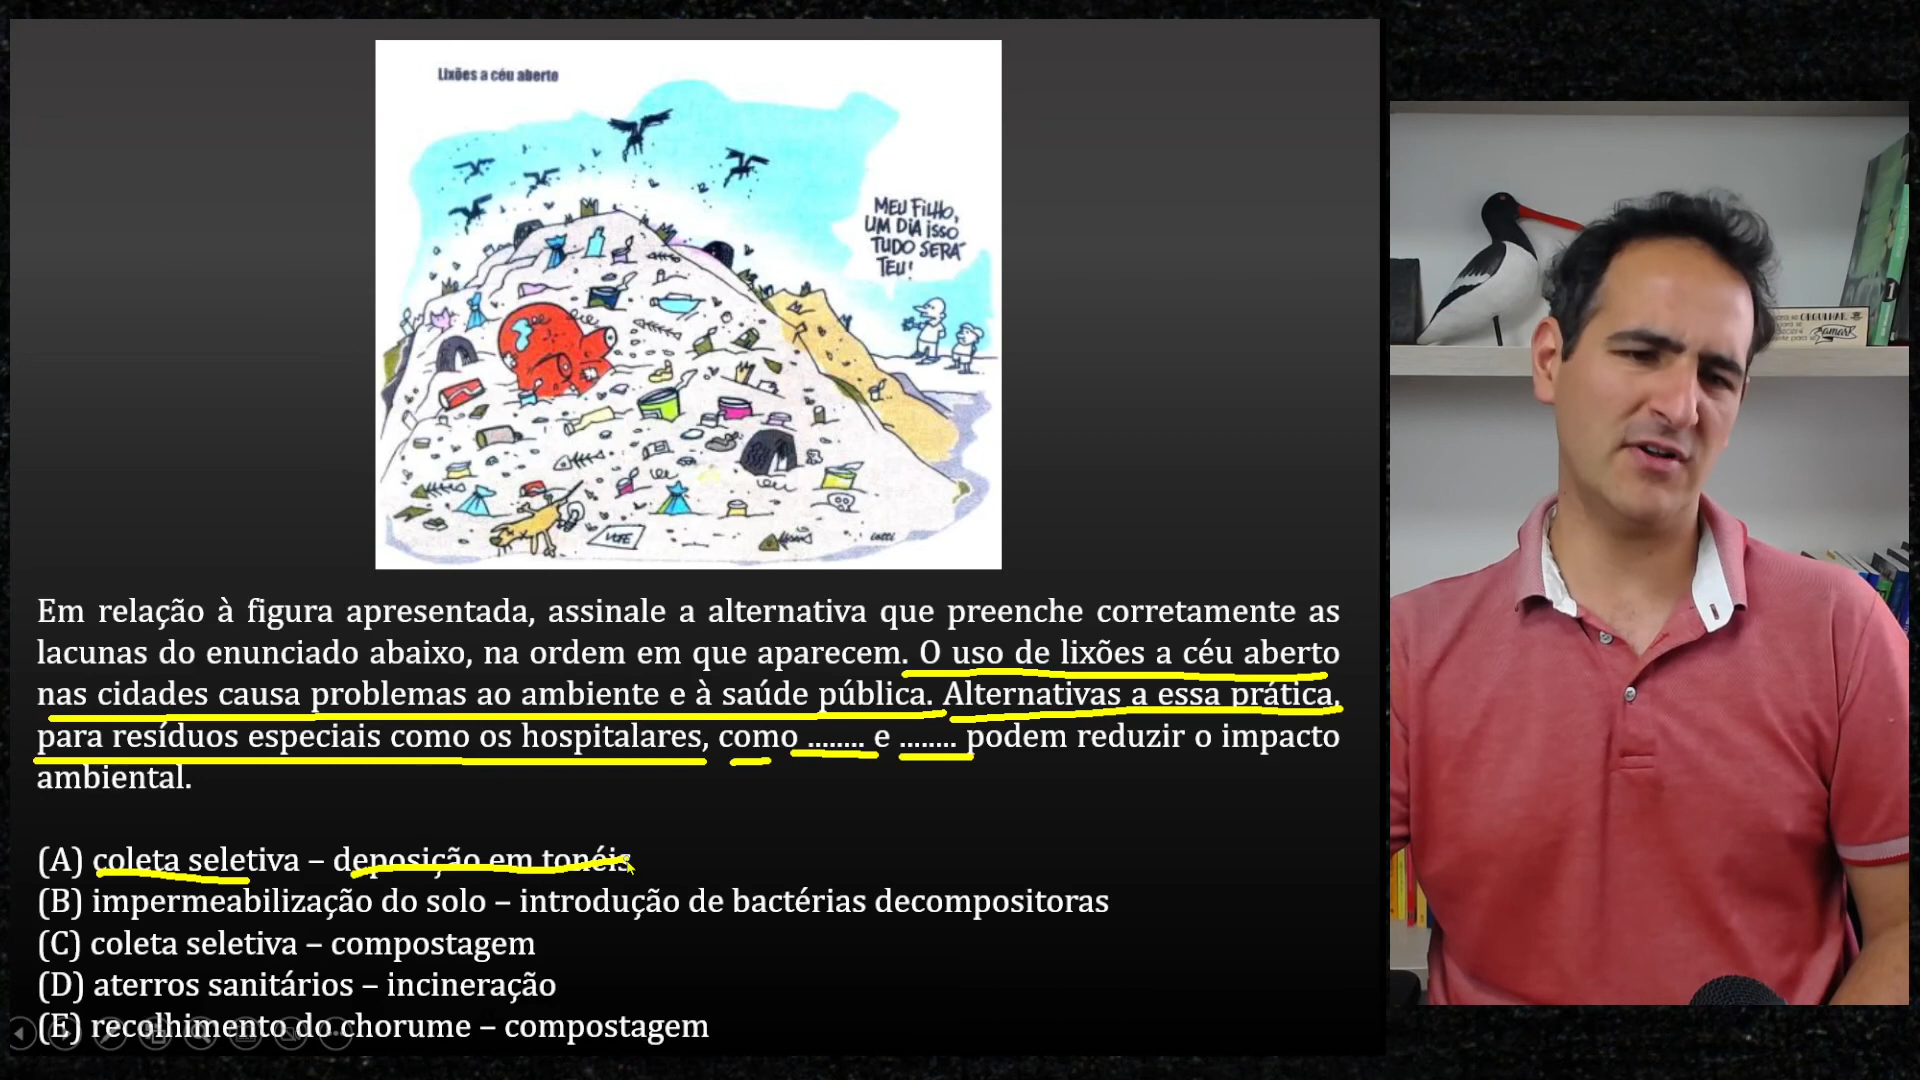 Lixões a céu aberto
MEU FILHO,
UM DIA ISSO
TUDO SERÁ
TEU!
VOTE
Em relação à figura apresentada, assinale a alternativa que preenche corretamente as
lacunas do enunciado abaixo, na ordem em que aparecem. O uso de lixões a céu aberto
nas cidades causa problemas ao ambiente e à saúde pública. Alternativas a essa prática,
para resíduos especiais como os hospitalares, como ........ e ........ podem reduzir o impacto
ambiental.
(A) coleta seletiva – deposição em tonéis
(B) impermeabilização do solo – introdução de bactérias decompositoras
(C) coleta seletiva – compostagem
(D) aterros sanitários – incineração
(E) recolhimento do chorume – compostagem
ORGULHAR